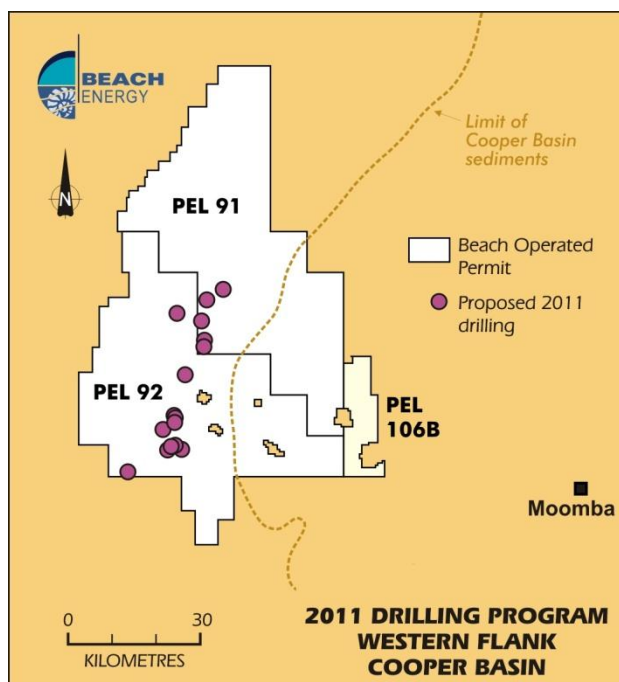 BEACH
ENERGY
Limit of
Cooper Basin
sediments
N
PEL 91
Beach Operated
Permit
Proposed 2011
drilling
PEL 92
PEL
106B
Moomba
0 30
KILOMETRES
2011 DRILLING PROGRAM
WESTERN FLANK
COOPER BASIN